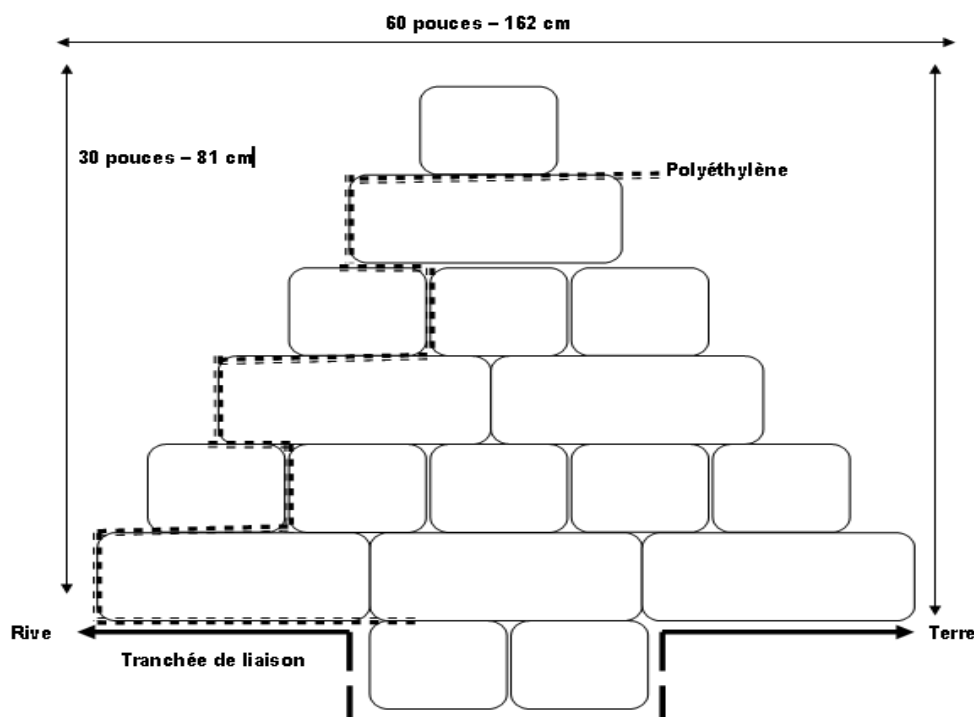 60 pouces – 162 cm
30 pouces – 81 cm
Polyéthylène
Rive
Terre
Tranchée de liaison